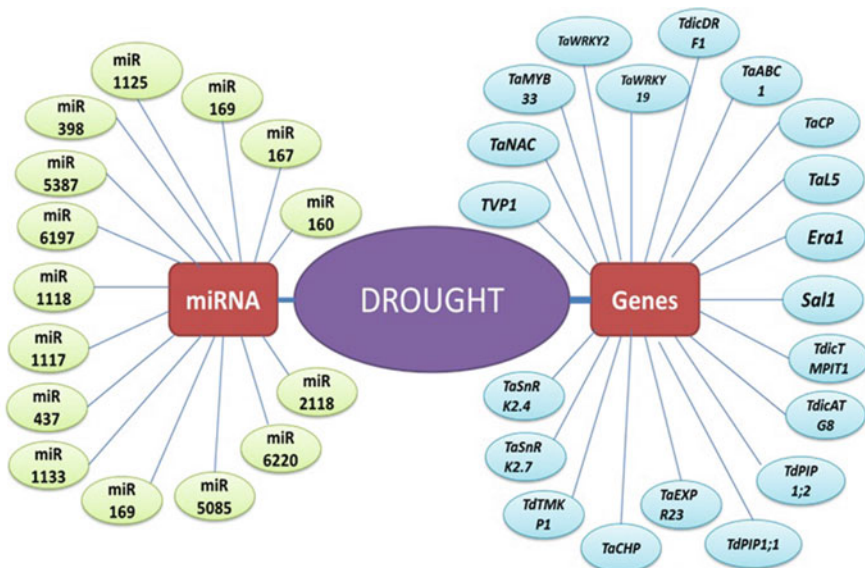 miR
1125
miR
169
miR
398
miR
167
miR
5387
miR
160
miR
6197
miR
1118
miR
1117
miR
437
miR
1133
miR
169
miR
5085
miR
6220
miR
2118
miRNA
DROUGHT
Genes
TVP1
TaNAC
TaMYB
33
TaWRKY2
TaWRKY
19
TdicDR
F1
TaABC
1
TaCP
TaL5
Era1
Sal1
TdicT
MPIT1
TdicAT
G8
TdPIP
1;2
TdPIP1;1
TaEXP
R23
TaCHP
TdTMK
P1
TaSnR
K2.7
TaSnR
K2.4